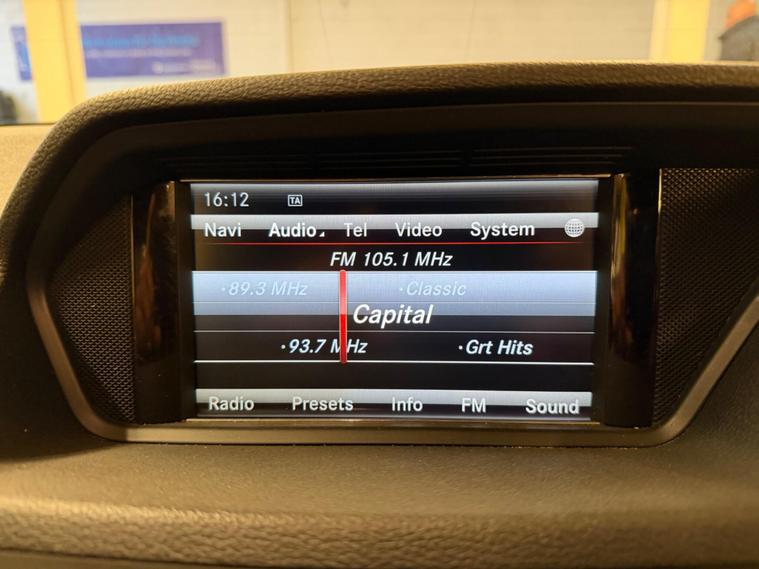 16:12 TA
Navi Audio Tel Video System
FM 105.1 MHz
·89.3 MHz ·Classic
Capital
·93.7 MHz ·Grt Hits
Radio Presets Info FM Sound